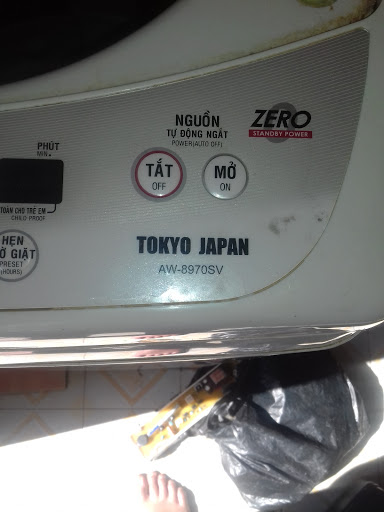 NGUỒN
TỰ ĐỘNG NGẮT
POWER(AUTO OFF)
ZERO
STANDBY POWER
PHÚT
MIN.
TẮT
OFF
MỞ
ON
TOÀN CHO TRẺ EM
CHILD PROOF
HẸN
Ờ GIẶT
PRESET
(HOURS)
TOKYO JAPAN
AW-8970SV